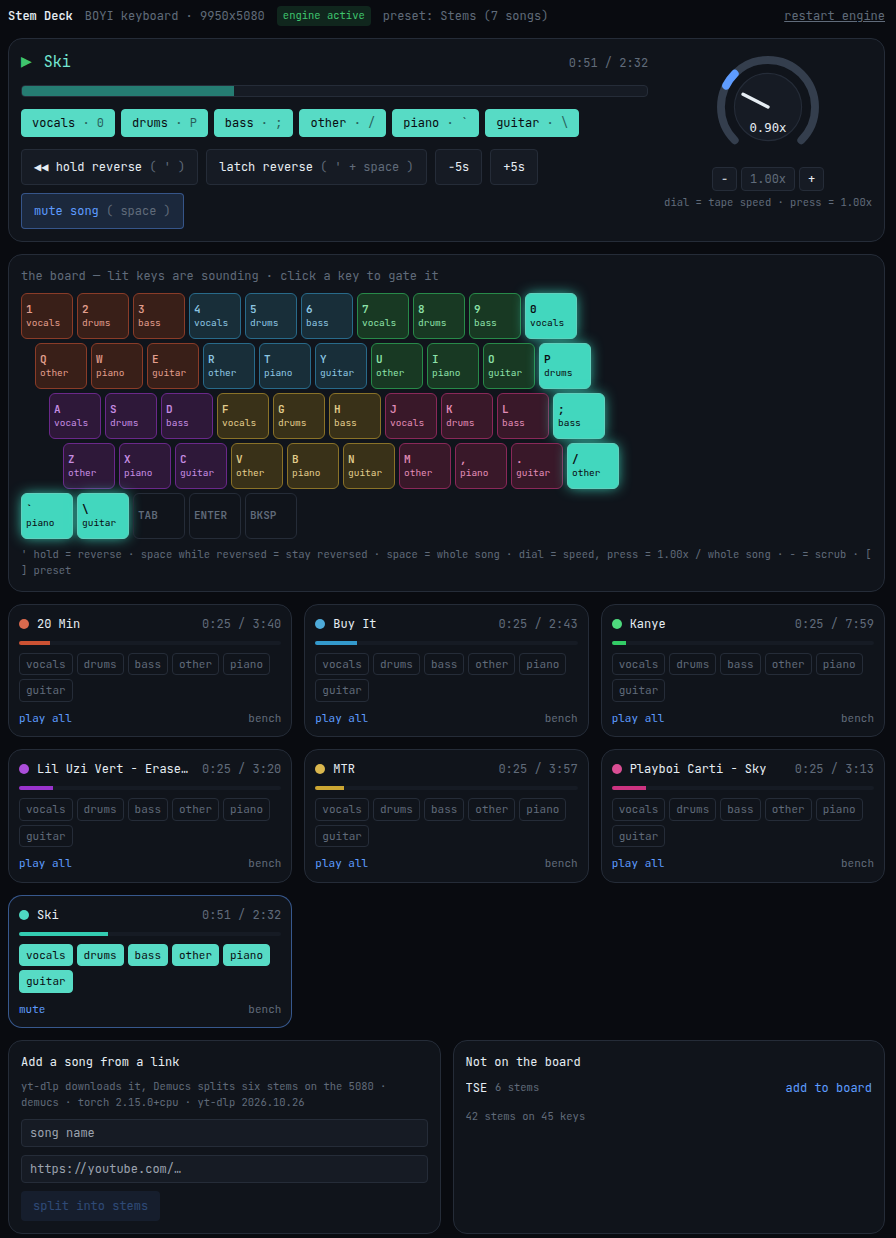 Stem Deck BOYI keyboard · 9950x5080 engine active preset: Stems (7 songs) restart engine
▶ Ski 0:51 / 2:32
vocals · 0 drums · P bass · ; other · / piano · ` guitar · \
◀◀ hold reverse ( ' ) latch reverse ( ' + space ) -5s +5s
mute song ( space )
0.90x
- 1.00x +
dial = tape speed · press = 1.00x
the board — lit keys are sounding · click a key to gate it
1 2 3 4 5 6 7 8 9 0
vocals drums bass vocals drums bass vocals drums bass vocals
Q W E R T Y U I O P
other piano guitar other piano guitar other piano guitar drums
A S D F G H J K L ;
vocals drums bass vocals drums bass vocals drums bass bass
Z X C V B N M , . /
other piano guitar other piano guitar other piano guitar other
` \ TAB ENTER BKSP
piano guitar
' hold = reverse · space while reversed = stay reversed · space = whole song · dial = speed, press = 1.00x / whole song · - = scrub · [
] preset
20 Min 0:25 / 3:40
vocals drums bass other piano
guitar
play all bench
Buy It 0:25 / 2:43
vocals drums bass other piano
guitar
play all bench
Kanye 0:25 / 7:59
vocals drums bass other piano
guitar
play all bench
Lil Uzi Vert - Erase… 0:25 / 3:20
vocals drums bass other piano
guitar
play all bench
MTR 0:25 / 3:57
vocals drums bass other piano
guitar
play all bench
Playboi Carti - Sky 0:25 / 3:13
vocals drums bass other piano
guitar
play all bench
Ski 0:51 / 2:32
vocals drums bass other piano
guitar
mute bench
Add a song from a link
yt-dlp downloads it, Demucs splits six stems on the 5080 ·
demucs · torch 2.15.0+cpu · yt-dlp 2026.10.26
song name
https://youtube.com/…
split into stems
Not on the board
TSE 6 stems add to board
42 stems on 45 keys